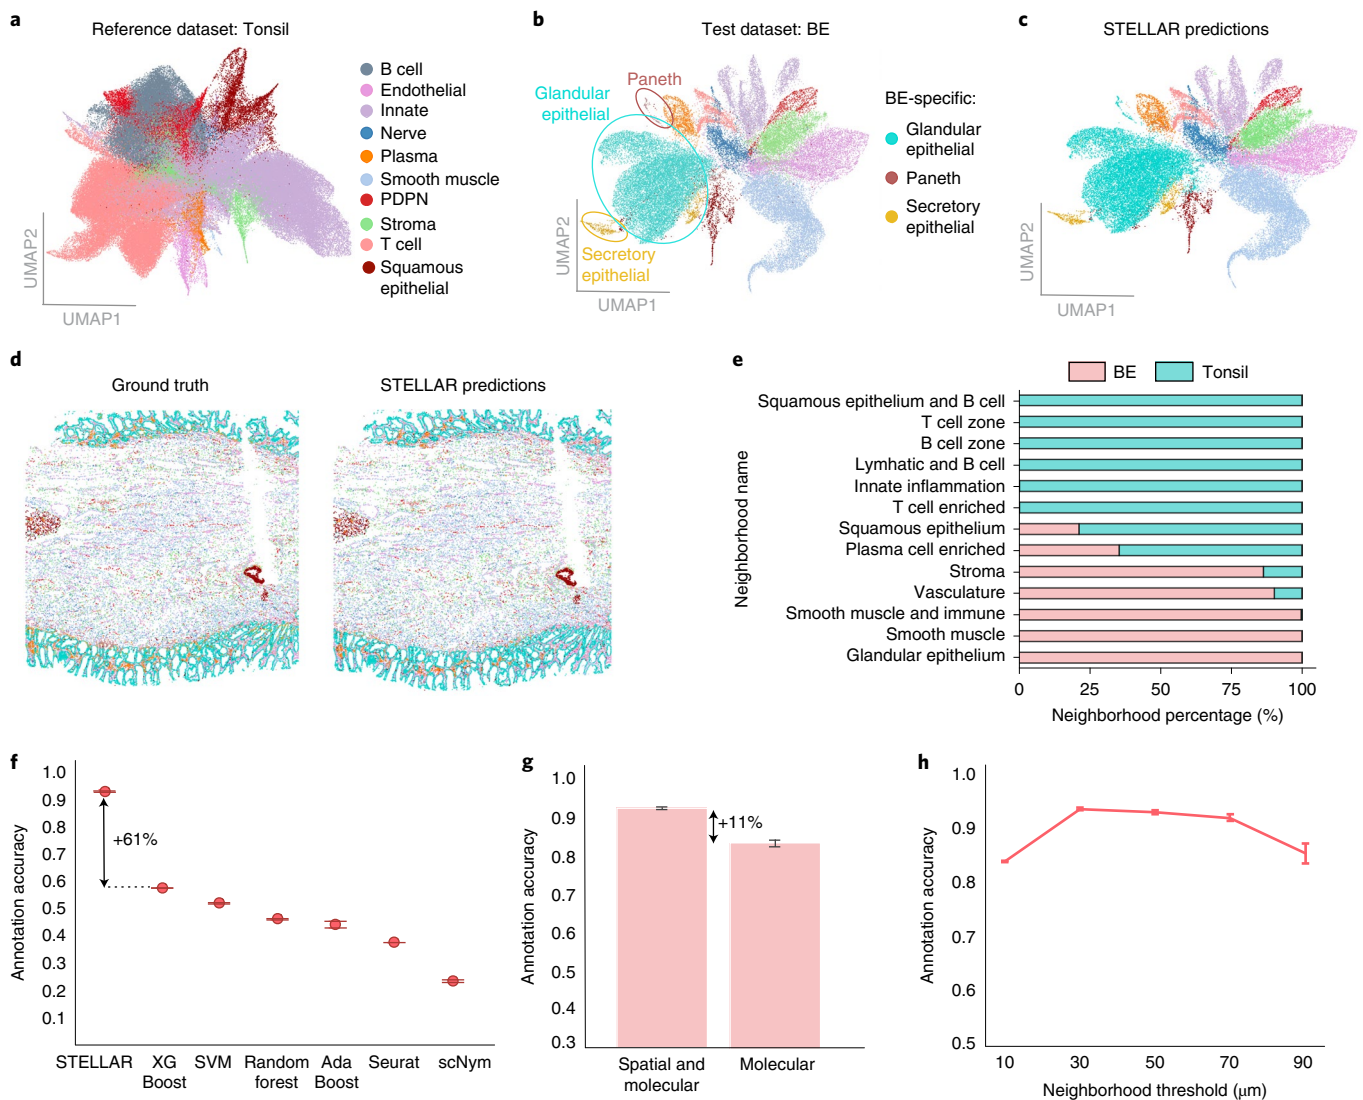 a
Reference dataset: Tonsil
B cell
Endothelial
Innate
Nerve
Plasma
Smooth muscle
PDPN
Stroma
T cell
Squamous
epithelial
UMAP2
UMAP1
b
Test dataset: BE
Paneth
Glandular
epithelial
Secretory
epithelial
UMAP2
UMAP1
BE-specific:
Glandular
epithelial
Paneth
Secretory
epithelial
c
STELLAR predictions
UMAP2
UMAP1
d
Ground truth
STELLAR predictions
e
BE
Tonsil
Neighborhood name
Squamous epithelium and B cell
T cell zone
B cell zone
Lymhatic and B cell
Innate inflammation
T cell enriched
Squamous epithelium
Plasma cell enriched
Stroma
Vasculature
Smooth muscle and immune
Smooth muscle
Glandular epithelium
0 25 50 75 100
Neighborhood percentage (%)
f
Annotation accuracy
1.0
0.9
0.8
0.7
0.6
0.5
0.4
0.3
0.2
0.1
+61%
STELLAR
XG
Boost
SVM
Random
forest
Ada
Boost
Seurat
scNym
g
Annotation accuracy
1.0
0.9
0.8
0.7
0.6
0.5
0.4
0.3
+11%
Spatial and
molecular
Molecular
h
Annotation accuracy
1.0
0.9
0.8
0.7
0.6
0.5
10 30 50 70 90
Neighborhood threshold (μm)